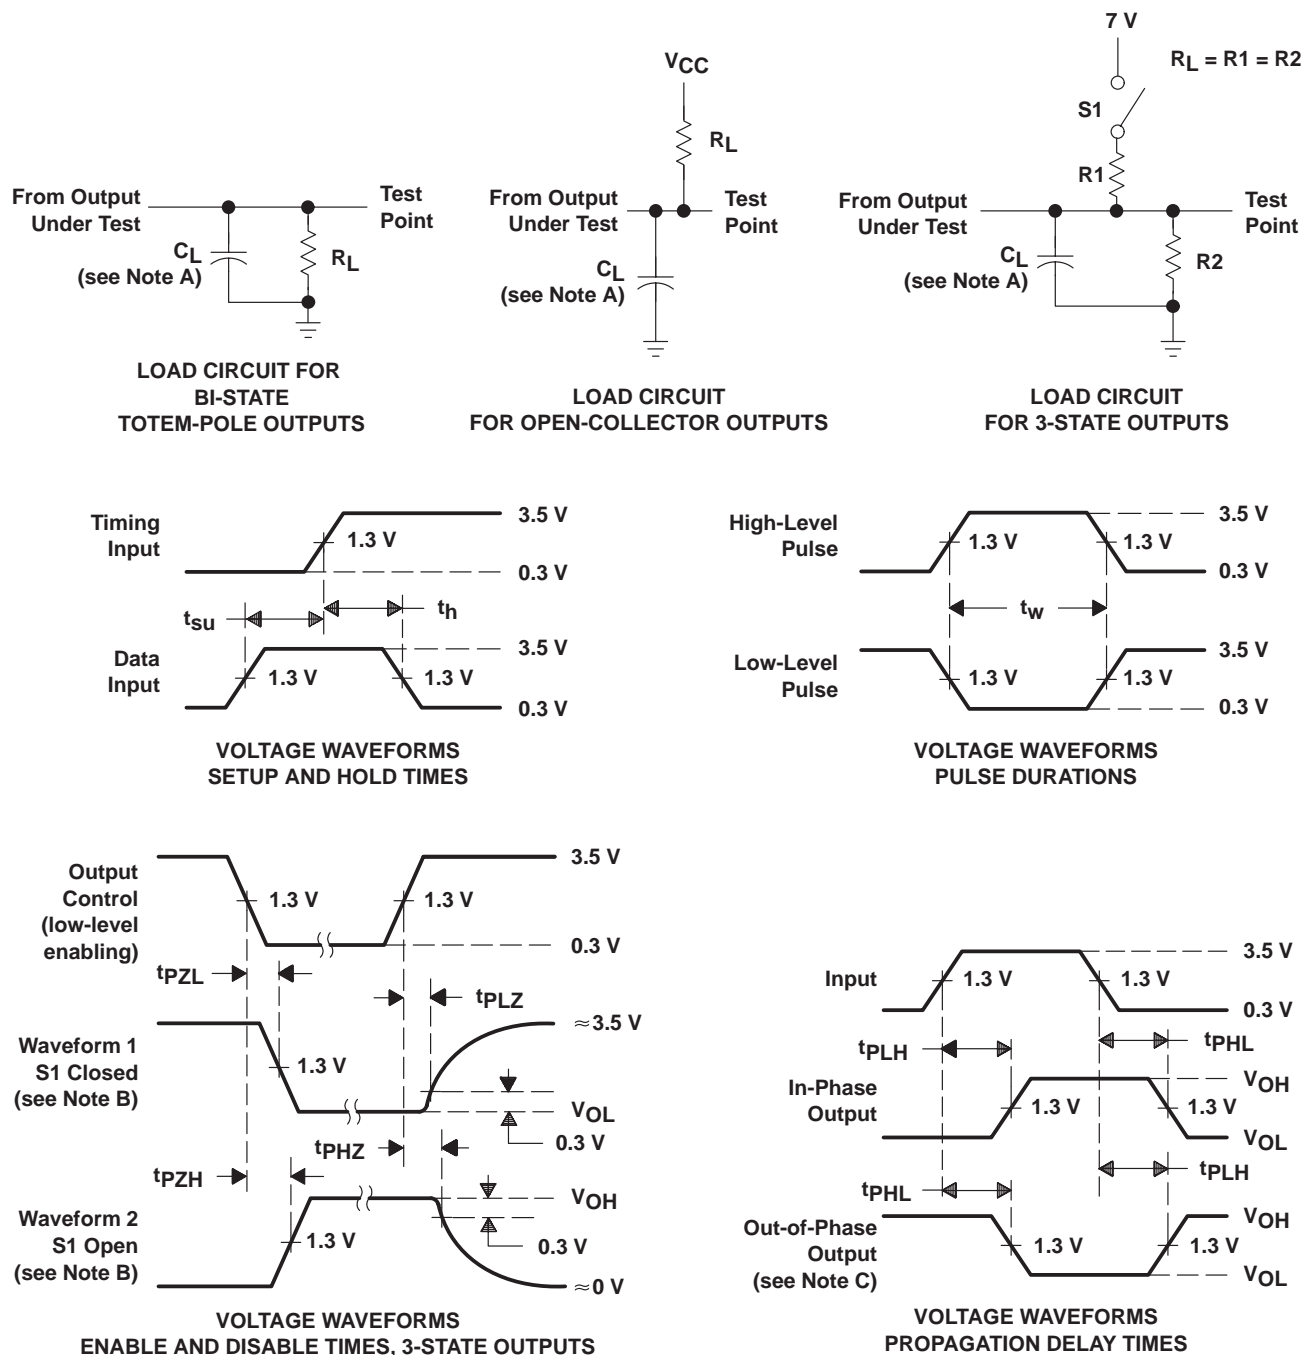 7 V
RL = R1 = R2
S1
R1
From Output
Under Test
Test
Point
CL
(see Note A)
R2
LOAD CIRCUIT
FOR 3-STATE OUTPUTS
VCC
RL
From Output
Under Test
Test
Point
CL
(see Note A)
LOAD CIRCUIT
FOR OPEN-COLLECTOR OUTPUTS
From Output
Under Test
Test
Point
CL
(see Note A)
RL
LOAD CIRCUIT FOR
BI-STATE
TOTEM-POLE OUTPUTS
Timing
Input
1.3 V
3.5 V
0.3 V
tsu
th
Data
Input
1.3 V
1.3 V
3.5 V
0.3 V
VOLTAGE WAVEFORMS
SETUP AND HOLD TIMES
High-Level
Pulse
1.3 V
1.3 V
3.5 V
0.3 V
tw
Low-Level
Pulse
1.3 V
1.3 V
3.5 V
0.3 V
VOLTAGE WAVEFORMS
PULSE DURATIONS
Output
Control
(low-level
enabling)
1.3 V
1.3 V
3.5 V
0.3 V
tPZL
tPLZ
Waveform 1
S1 Closed
(see Note B)
1.3 V
≈3.5 V
VOL
0.3 V
tPHZ
tPZH
Waveform 2
S1 Open
(see Note B)
1.3 V
VOH
0.3 V
≈0 V
VOLTAGE WAVEFORMS
ENABLE AND DISABLE TIMES, 3-STATE OUTPUTS
Input
1.3 V
1.3 V
3.5 V
0.3 V
tPLH
tPHL
In-Phase
Output
1.3 V
1.3 V
VOH
VOL
tPHL
tPLH
Out-of-Phase
Output
(see Note C)
1.3 V
1.3 V
VOH
VOL
VOLTAGE WAVEFORMS
PROPAGATION DELAY TIMES